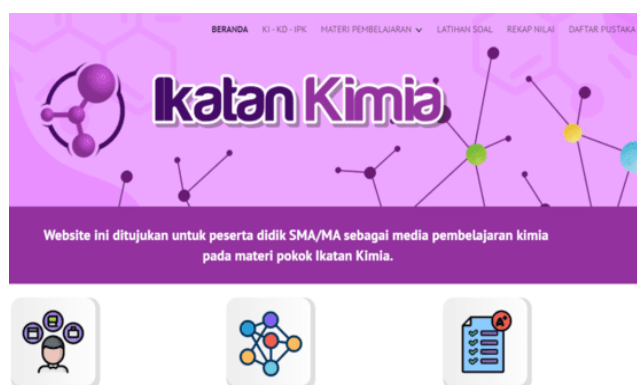 BERANDA KI - KD - IPK MATERI PEMBELAJARAN LATIHAN SOAL REKAP NILAI DAFTAR PUSTAKA
Ikatan Kimia
Website ini ditujukan untuk peserta didik SMA/MA sebagai media pembelajaran kimia
pada materi pokok Ikatan Kimia.
A+